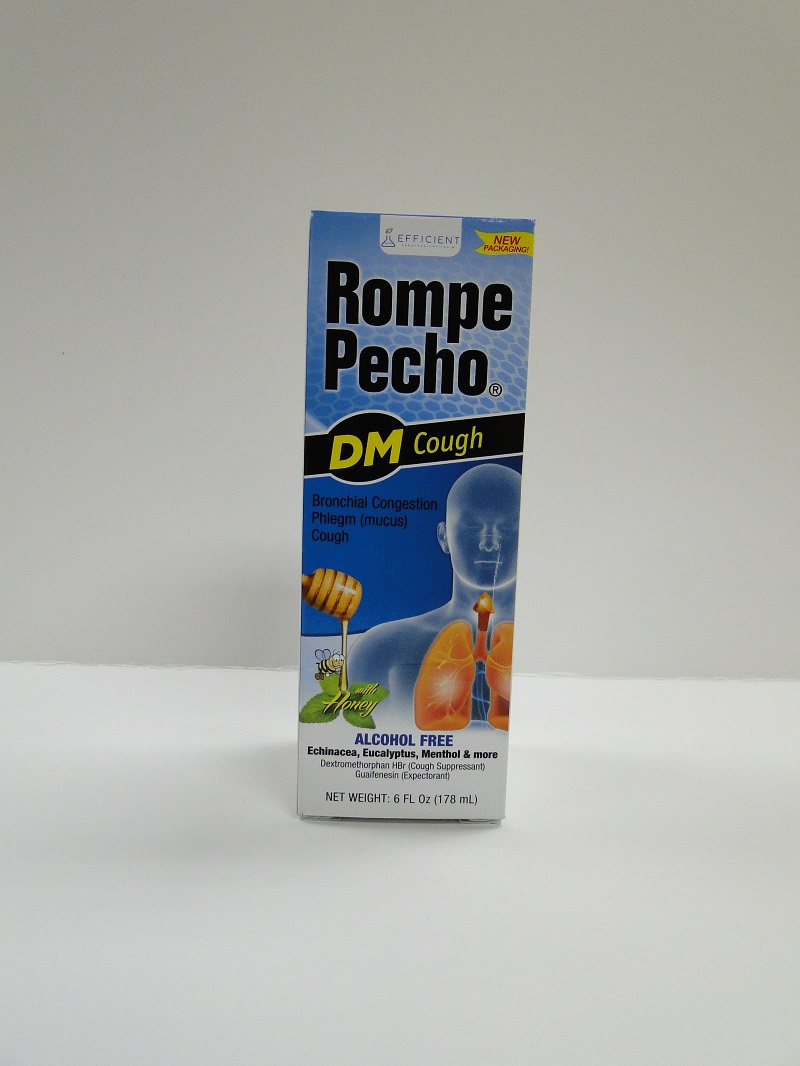 EFFICIENT
NEW
PACKAGING!
Rompe
Pecho®
DM Cough
Bronchial Congestion
Phlegm (mucus)
Cough
with
Honey
ALCOHOL FREE
Echinacea, Eucalyptus, Menthol & more
Dextromethorphan HBr (Cough Suppressant)
Guaifenesin (Expectorant)
NET WEIGHT: 6 FL Oz (178 mL)